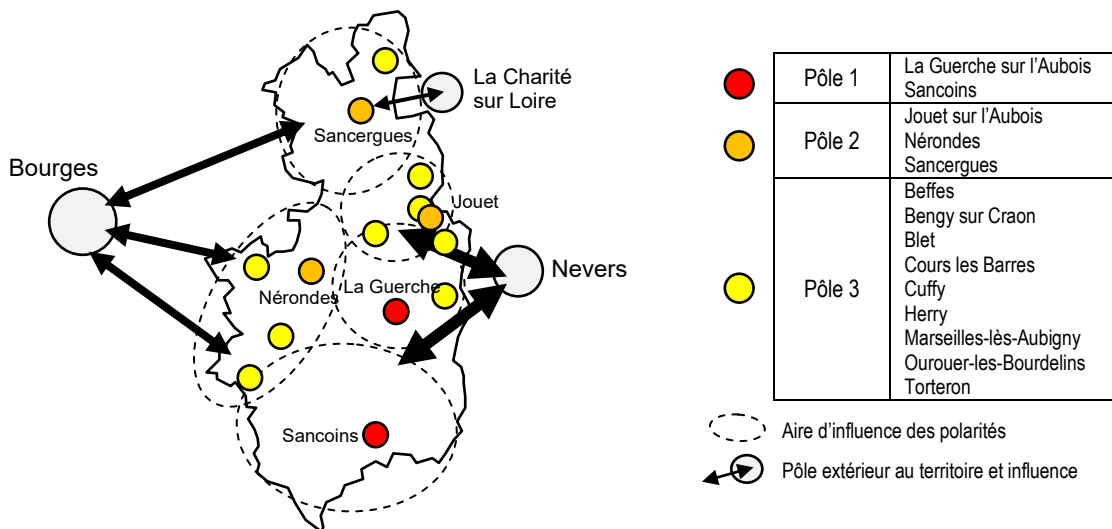 La Charité
sur Loire
Sancergues
Bourges
Jouet
Nevers
La Guerche
Nérondes
Sancoins
Pôle 1
La Guerche sur l’Aubois
Sancoins
Pôle 2
Jouet sur l’Aubois
Nérondes
Sancergues
Pôle 3
Beffes
Bengy sur Craon
Blet
Cours les Barres
Cuffy
Herry
Marseilles-lès-Aubigny
Ourouer-les-Bourdelins
Torteron
Aire d’influence des polarités
Pôle extérieur au territoire et influence